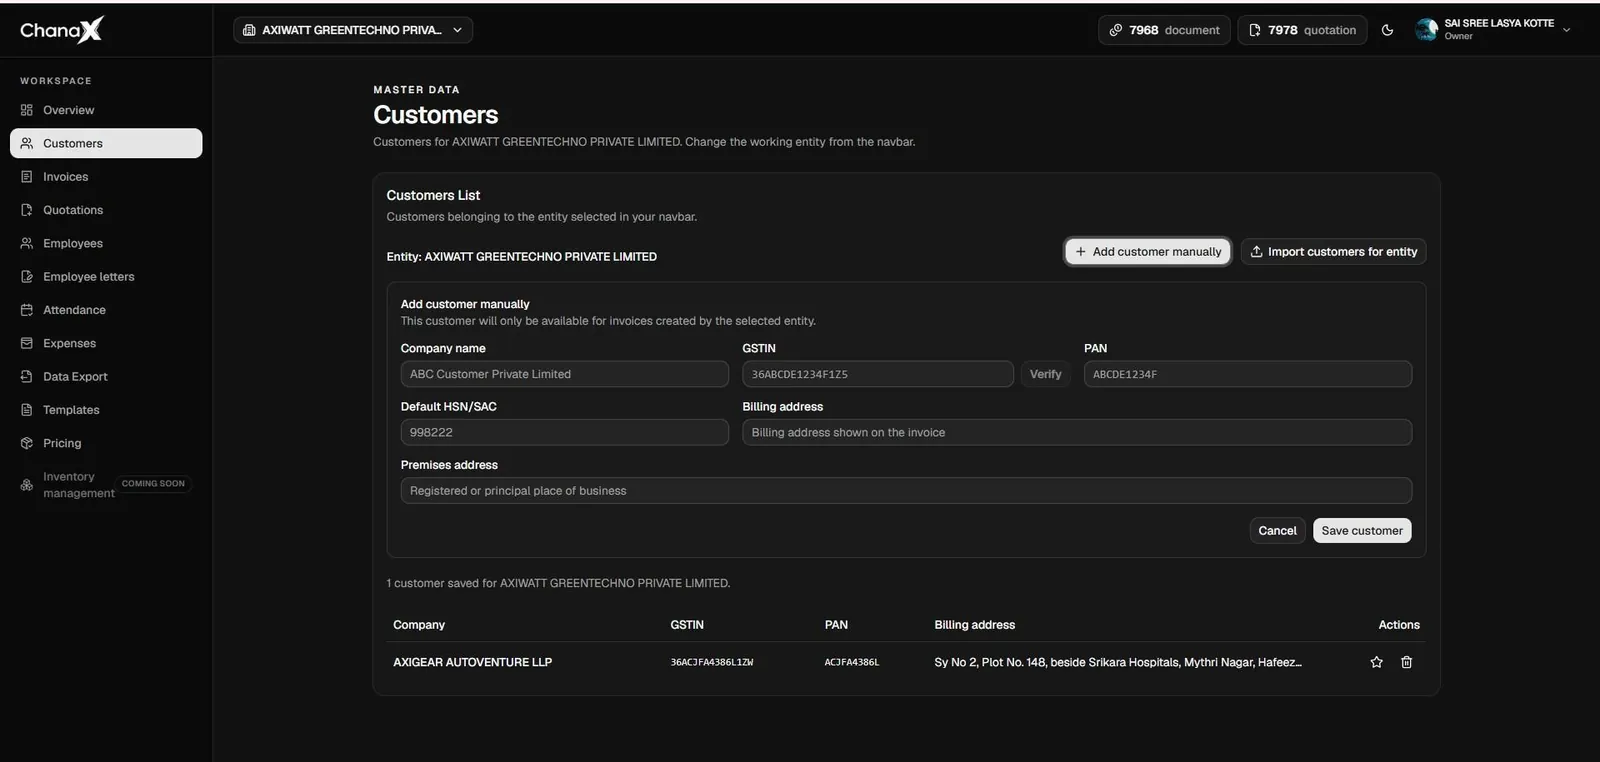 ChanaX
AXIWATT GREENTECHNO PRIVA...
7968 document
7978 quotation
SAI SREE LASYA KOTTE
Owner
WORKSPACE
Overview
Customers
Invoices
Quotations
Employees
Employee letters
Attendance
Expenses
Data Export
Templates
Pricing
Inventory management
COMING SOON
MASTER DATA
Customers
Customers for AXIWATT GREENTECHNO PRIVATE LIMITED. Change the working entity from the navbar.
Customers List
Customers belonging to the entity selected in your navbar.
Entity: AXIWATT GREENTECHNO PRIVATE LIMITED
+ Add customer manually
Import customers for entity
Add customer manually
This customer will only be available for invoices created by the selected entity.
Company name
GSTIN
PAN
ABC Customer Private Limited
36ABCDE1234F1Z5
Verify
ABCDE1234F
Default HSN/SAC
Billing address
998222
Billing address shown on the invoice
Premises address
Registered or principal place of business
Cancel
Save customer
1 customer saved for AXIWATT GREENTECHNO PRIVATE LIMITED.
Company
GSTIN
PAN
Billing address
Actions
AXIGEAR AUTOVENTURE LLP
36ACJFA4386L1ZW
ACJFA4386L
Sy No 2, Plot No. 148, beside Srikara Hospitals, Mythri Nagar, Hafeez...